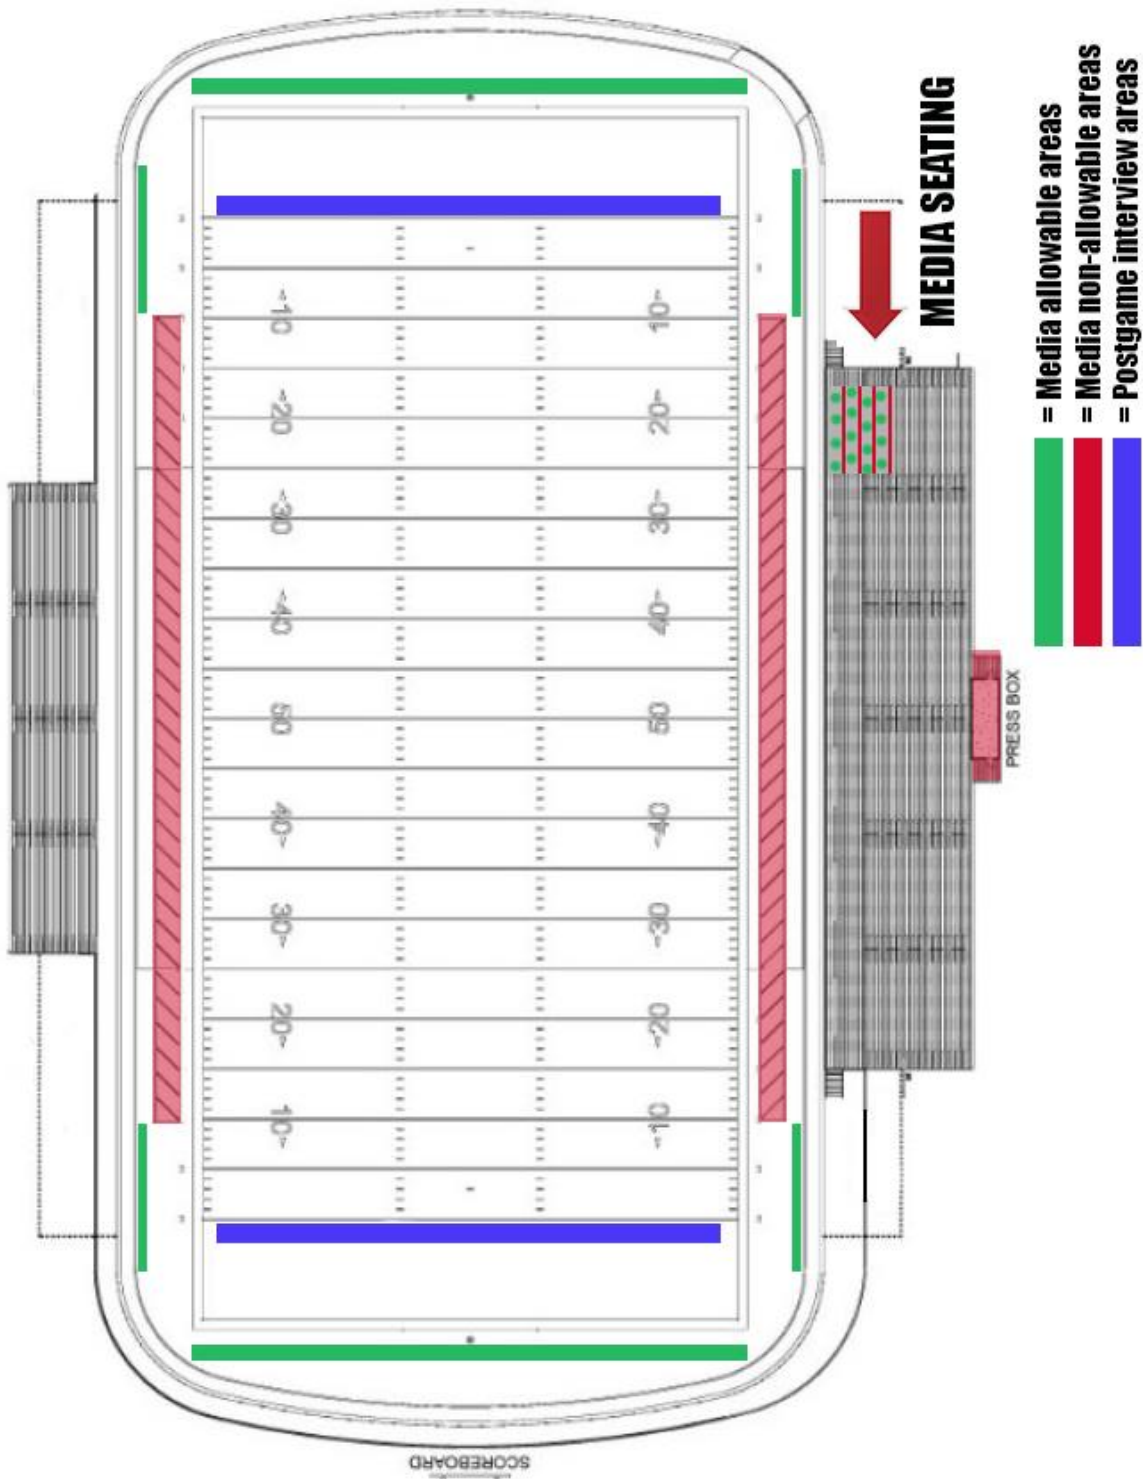 MEDIA SEATING
= Media allowable areas
= Media non-allowable areas
= Postgame interview areas
10 10
20 20
30 30
40 40
50 50
40 40
30 30
20 20
10 10
PRESS BOX
SCOREBOARD